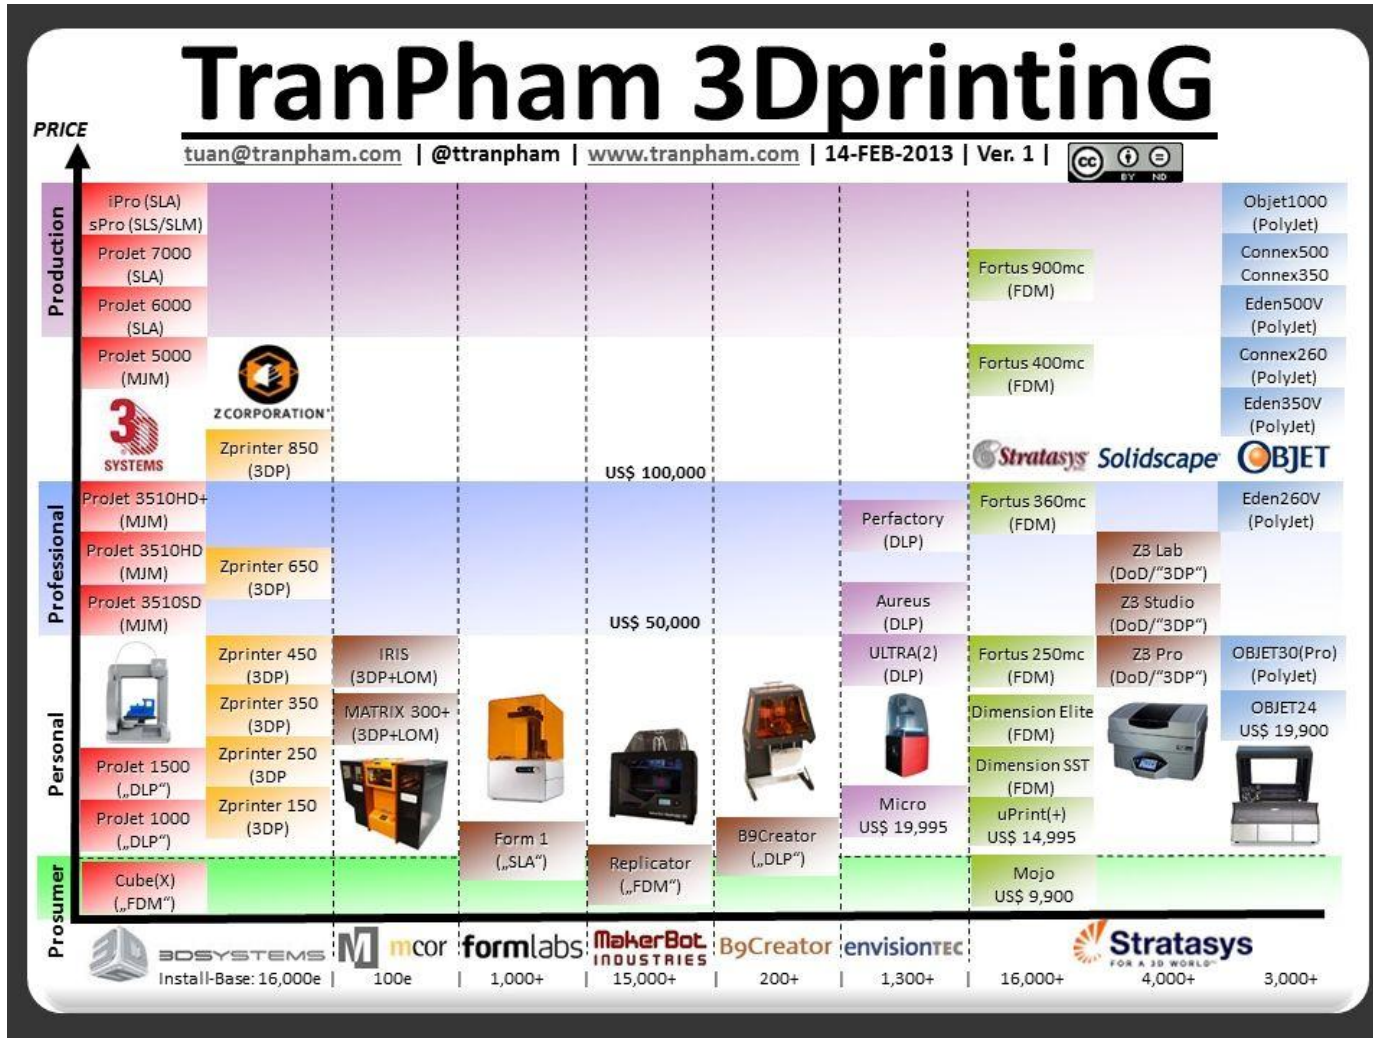 TranPham 3DprintinG
PRICE
tuan@tranpham.com | @ttranpham | www.tranpham.com | 14-FEB-2013 | Ver. 1 |
cc
BY ND
Production
iPro (SLA)
sPro (SLS/SLM)
ProJet 7000
(SLA)
ProJet 6000
(SLA)
ProJet 5000
(MJM)
3D
SYSTEMS
Z CORPORATION
Zprinter 850
(3DP)
US$ 100,000
Fortus 900mc
(FDM)
Fortus 400mc
(FDM)
Stratasys
Solidscape
Objet1000
(PolyJet)
Connex500
Connex350
Eden500V
(PolyJet)
Connex260
(PolyJet)
Eden350V
(PolyJet)
OBJET
Professional
ProJet 3510HD+
(MJM)
ProJet 3510HD
(MJM)
ProJet 3510SD
(MJM)
Zprinter 650
(3DP)
US$ 50,000
Perfactory
(DLP)
Aureus
(DLP)
Fortus 360mc
(FDM)
Z3 Lab
(DoD/“3DP“)
Z3 Studio
(DoD/“3DP“)
Eden260V
(PolyJet)
Personal
ProJet 1500
(„DLP“)
ProJet 1000
(„DLP“)
Zprinter 450
(3DP)
Zprinter 350
(3DP)
Zprinter 250
(3DP
Zprinter 150
(3DP)
IRIS
(3DP+LOM)
MATRIX 300+
(3DP+LOM)
Form 1
(„SLA“)
Replicator
(„FDM“)
B9Creator
(„DLP“)
ULTRA(2)
(DLP)
Micro
US$ 19,995
Fortus 250mc
(FDM)
Dimension Elite
(FDM)
Dimension SST
(FDM)
uPrint(+)
US$ 14,995
Z3 Pro
(DoD/“3DP“)
OBJET30(Pro)
(PolyJet)
OBJET24
US$ 19,900
Prosumer
Cube(X)
(„FDM“)
Mojo
US$ 9,900
3DSYSTEMS
M mcor
formlabs
MakerBot
INDUSTRIES
B9Creator
envisionTEC
Stratasys
FOR A 3D WORLD
Install-Base: 16,000e | 100e | 1,000+ | 15,000+ | 200+ | 1,300+ | 16,000+ 4,000+ 3,000+